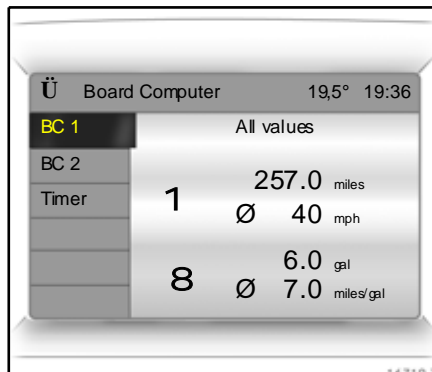 Ü Board Computer 19,5° 19:36
BC 1
All values
BC 2
Timer
1
257.0 miles
Ø 40 mph
8
6.0 gal
Ø 7.0 miles/gal